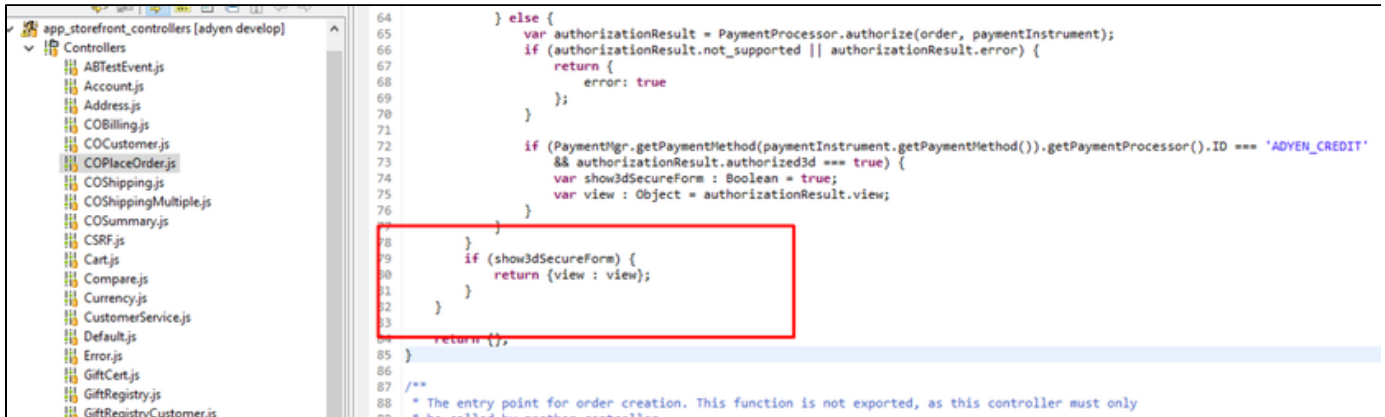 app_storefront_controllers [adyen develop]
Controllers
ABTestEvent.js
Account.js
Address.js
COBilling.js
COCustomer.js
COPlaceOrder.js
COShipping.js
COShippingMultiple.js
COSummary.js
CSRF.js
Cart.js
Compare.js
Currency.js
CustomerService.js
Default.js
Error.js
GiftCert.js
GiftRegistry.js
GiftRegistryCustomer.js
64 } else {
65 var authorizationResult = PaymentProcessor.authorize(order, paymentInstrument);
66 if (authorizationResult.not_supported || authorizationResult.error) {
67 return {
68 error: true
69 };
70 }
71
72 if (PaymentMgr.getPaymentMethod(paymentInstrument.getPaymentMethod()).getPaymentProcessor().ID === 'ADYEN_CREDIT'
73 && authorizationResult.authorized3d === true) {
74 var show3dSecureForm : Boolean = true;
75 var view : Object = authorizationResult.view;
76 }
77 }
78 }
79 if (show3dSecureForm) {
80 return {view : view};
81 }
82 }
83
84 return {};
85 }
86
87 /**
88 * The entry point for order creation. This function is not exported, as this controller must only